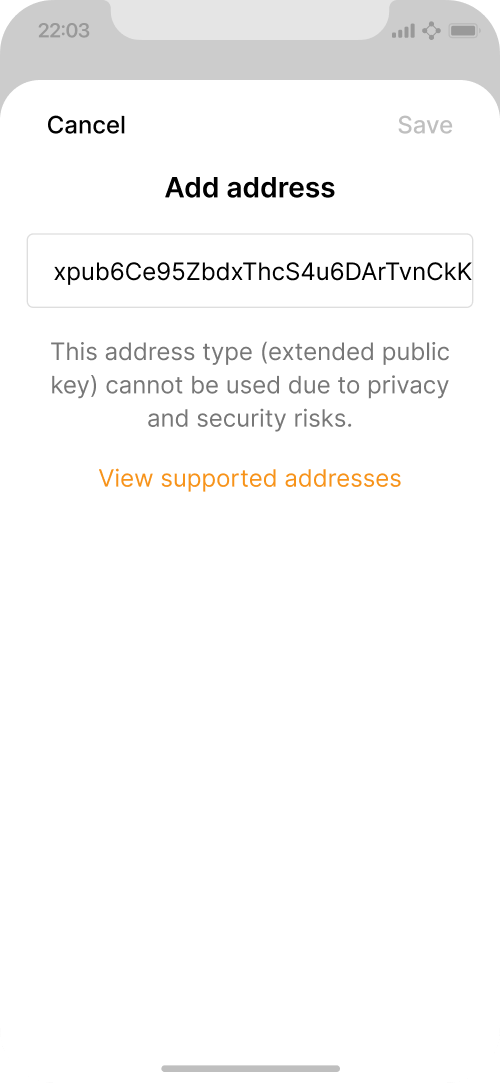 22:03
Cancel
Save
Add address
xpub6Ce95ZbdxThcS4u6DArTvnCkK
This address type (extended public
key) cannot be used due to privacy
and security risks.
View supported addresses